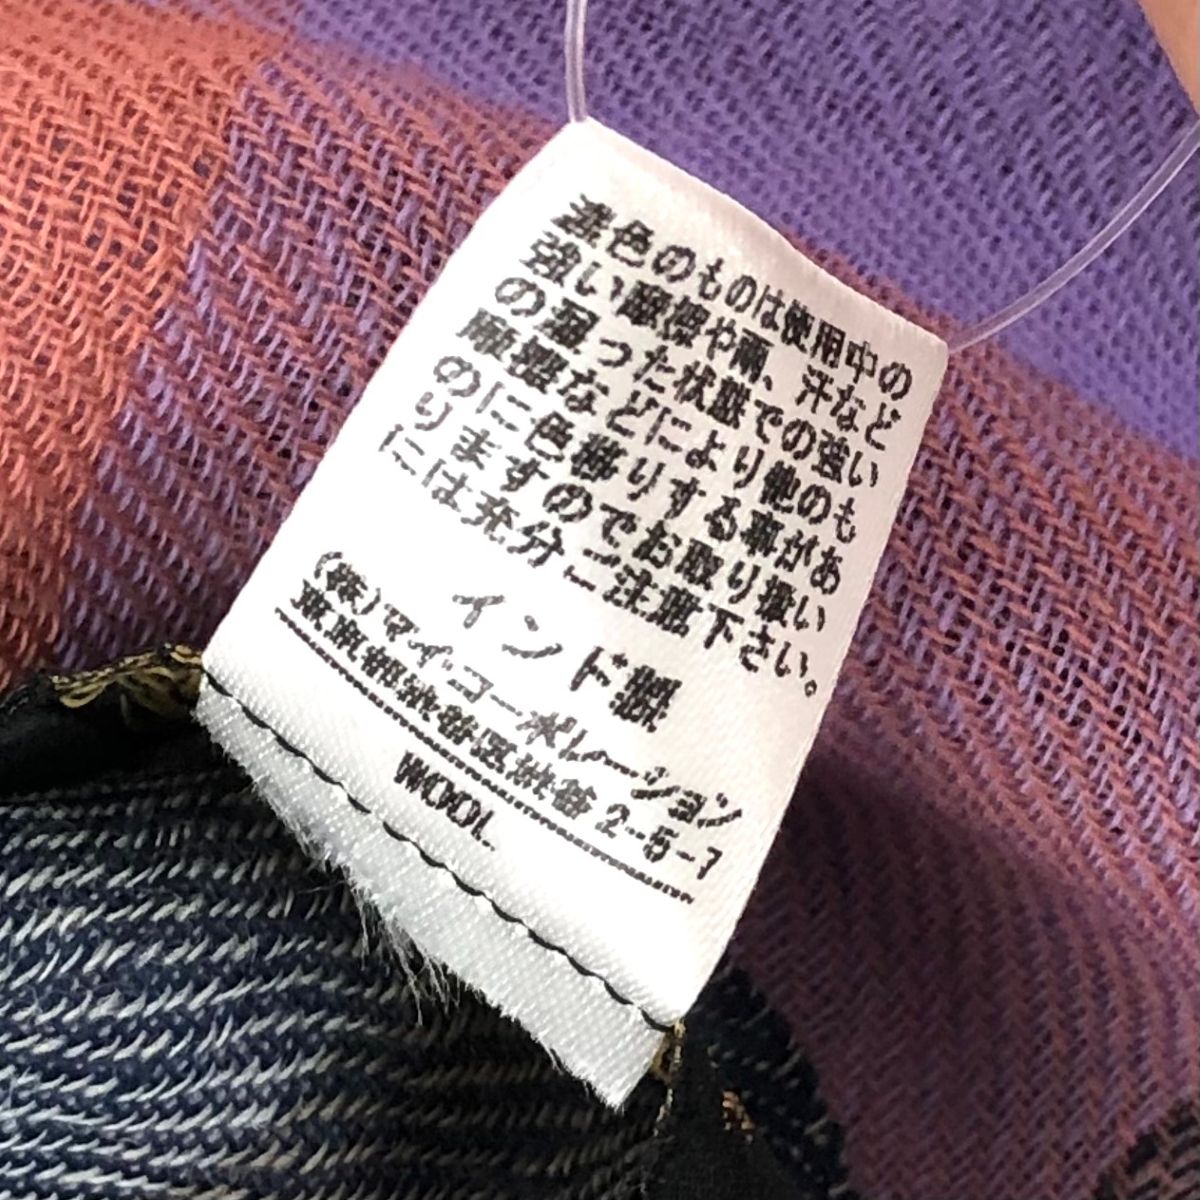 濃色のものは使用中の
強い摩擦や雨、汗など
の湿った状態での強い
摩擦などにより他のも
のに色移りする事があ
りますのでお取り扱い
には充分ご注意下さい。
インド製
(株)マイ.コーポレーション
東京都渋谷区渋谷2-5-7
WOOL